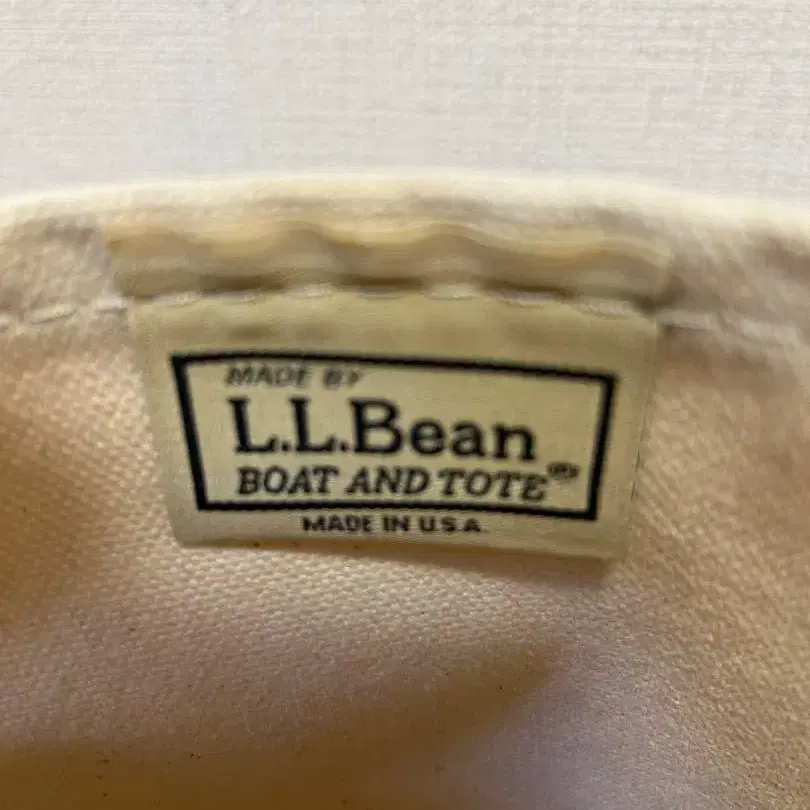 MADE BY
L.L.Bean
BOAT AND TOTE®
MADE IN U.S.A.